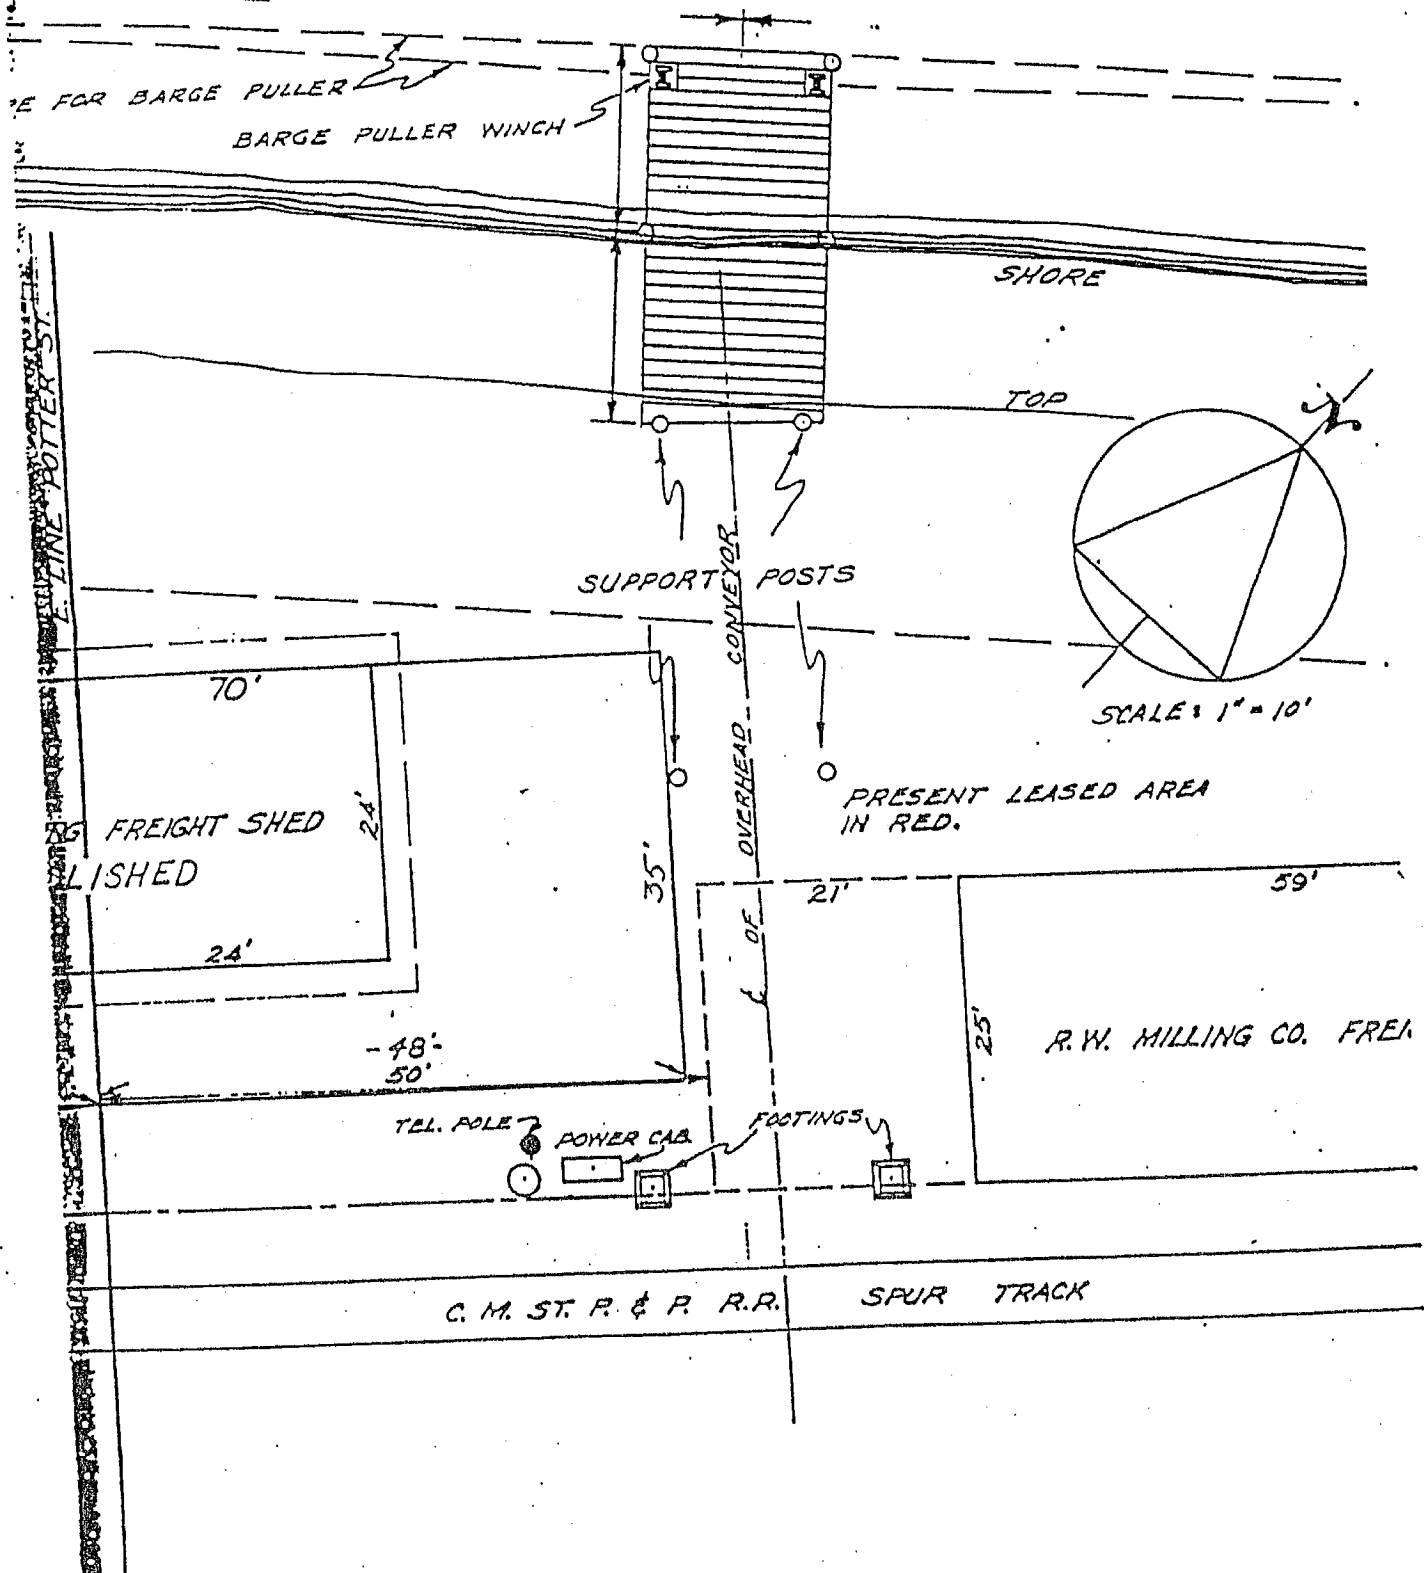 E FOR BARGE PULLER
BARGE PULLER WINCH
SHORE
TOP
N
E. LINE POTTER ST.
SUPPORT POSTS
SCALE: 1" = 10'
70'
24'
FREIGHT SHED
LISHED
24'
35'
℄ OF OVERHEAD CONVEYOR
PRESENT LEASED AREA
IN RED.
21'
59'
25'
R.W. MILLING CO. FREI
-48'-
50'
TEL. POLE
POWER CAB.
FOOTINGS
C. M. ST. P. & P. R.R. SPUR TRACK